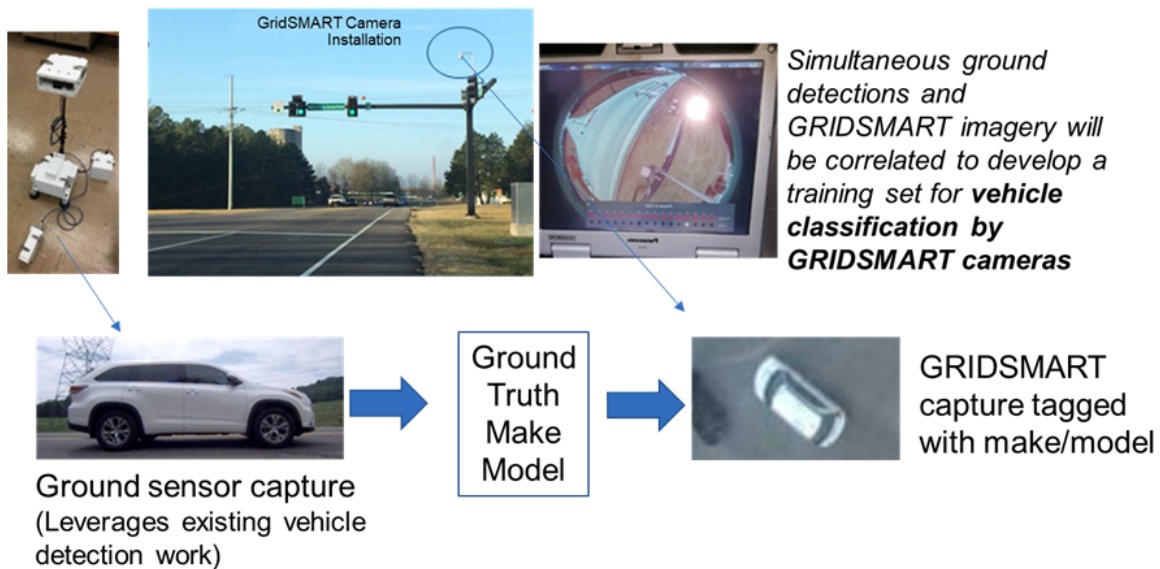 GridSMART Camera
Installation
Simultaneous ground
detections and
GRIDSMART imagery will
be correlated to develop a
training set for vehicle
classification by
GRIDSMART cameras
Panasonic
Ground
Truth
Make
Model
GRIDSMART
capture tagged
with make/model
Ground sensor capture
(Leverages existing vehicle
detection work)